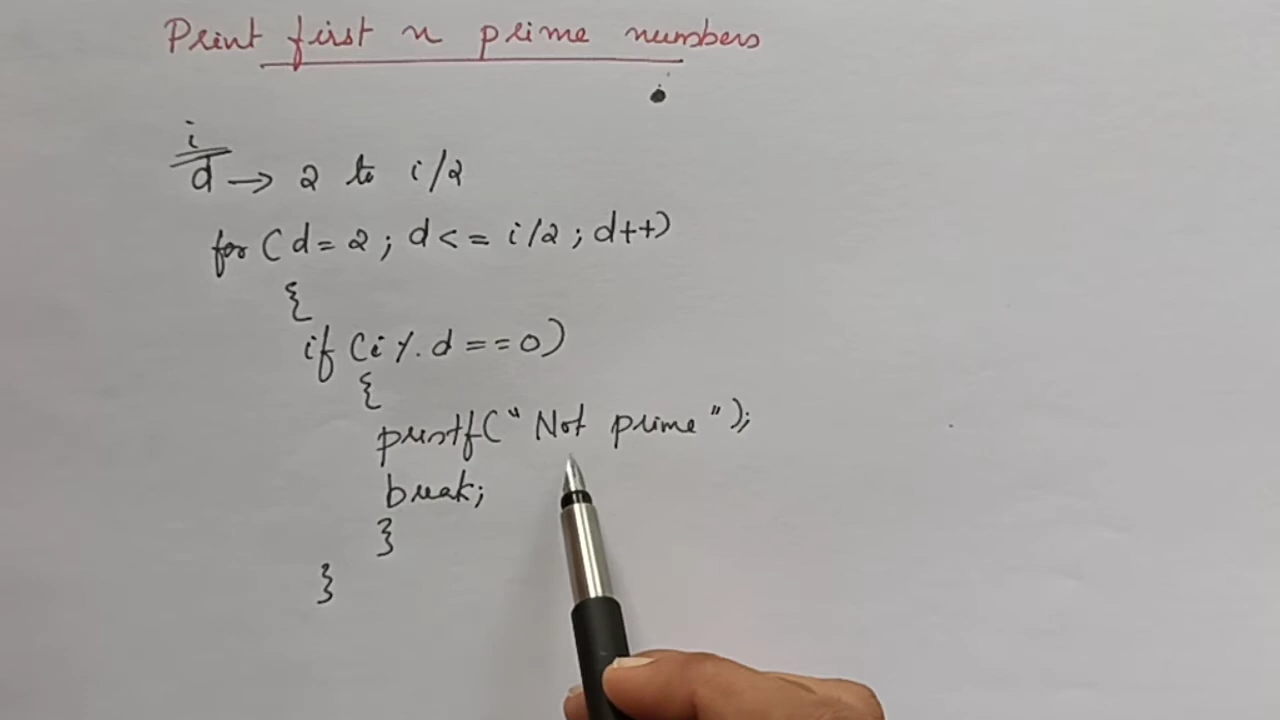 Print first n prime numbers
i
d → 2 to i/2
for (d=2; d<=i/2; d++)
{
if (i % d == 0)
{
printf("Not prime");
break;
}
}